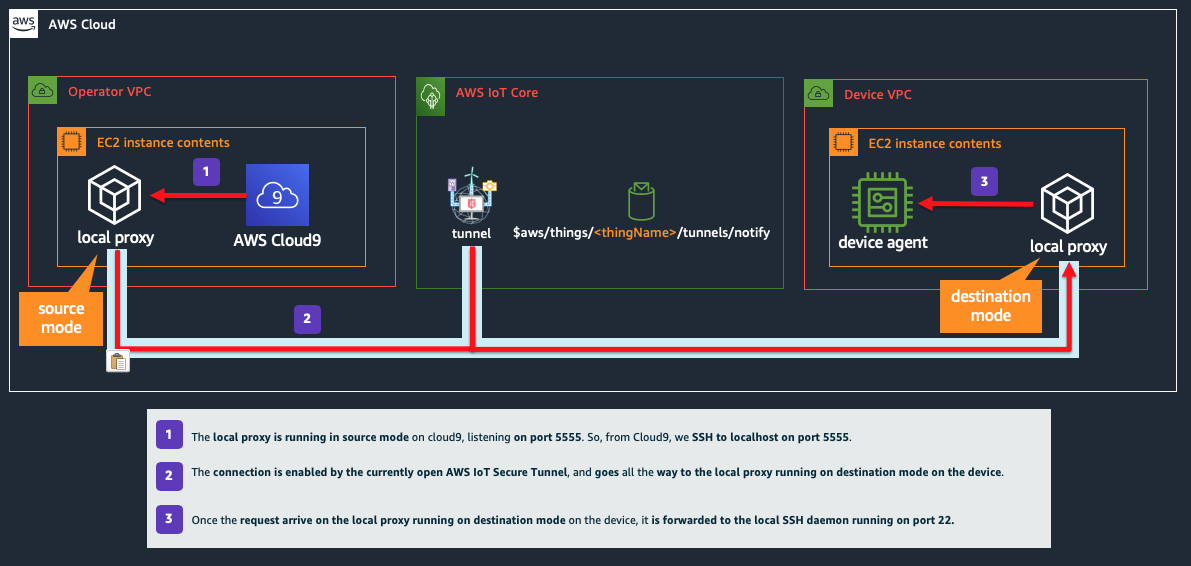 aws
AWS Cloud
Operator VPC
AWS IoT Core
Device VPC
EC2 instance contents
EC2 instance contents
1
9
3
local proxy
AWS Cloud9
tunnel
$aws/things/<thingName>/tunnels/notify
device agent
local proxy
source
mode
2
destination
mode
1 The local proxy is running in source mode on cloud9, listening on port 5555. So, from Cloud9, we SSH to localhost on port 5555.
2 The connection is enabled by the currently open AWS IoT Secure Tunnel, and goes all the way to the local proxy running on destination mode on the device.
3 Once the request arrive on the local proxy running on destination mode on the device, it is forwarded to the local SSH daemon running on port 22.